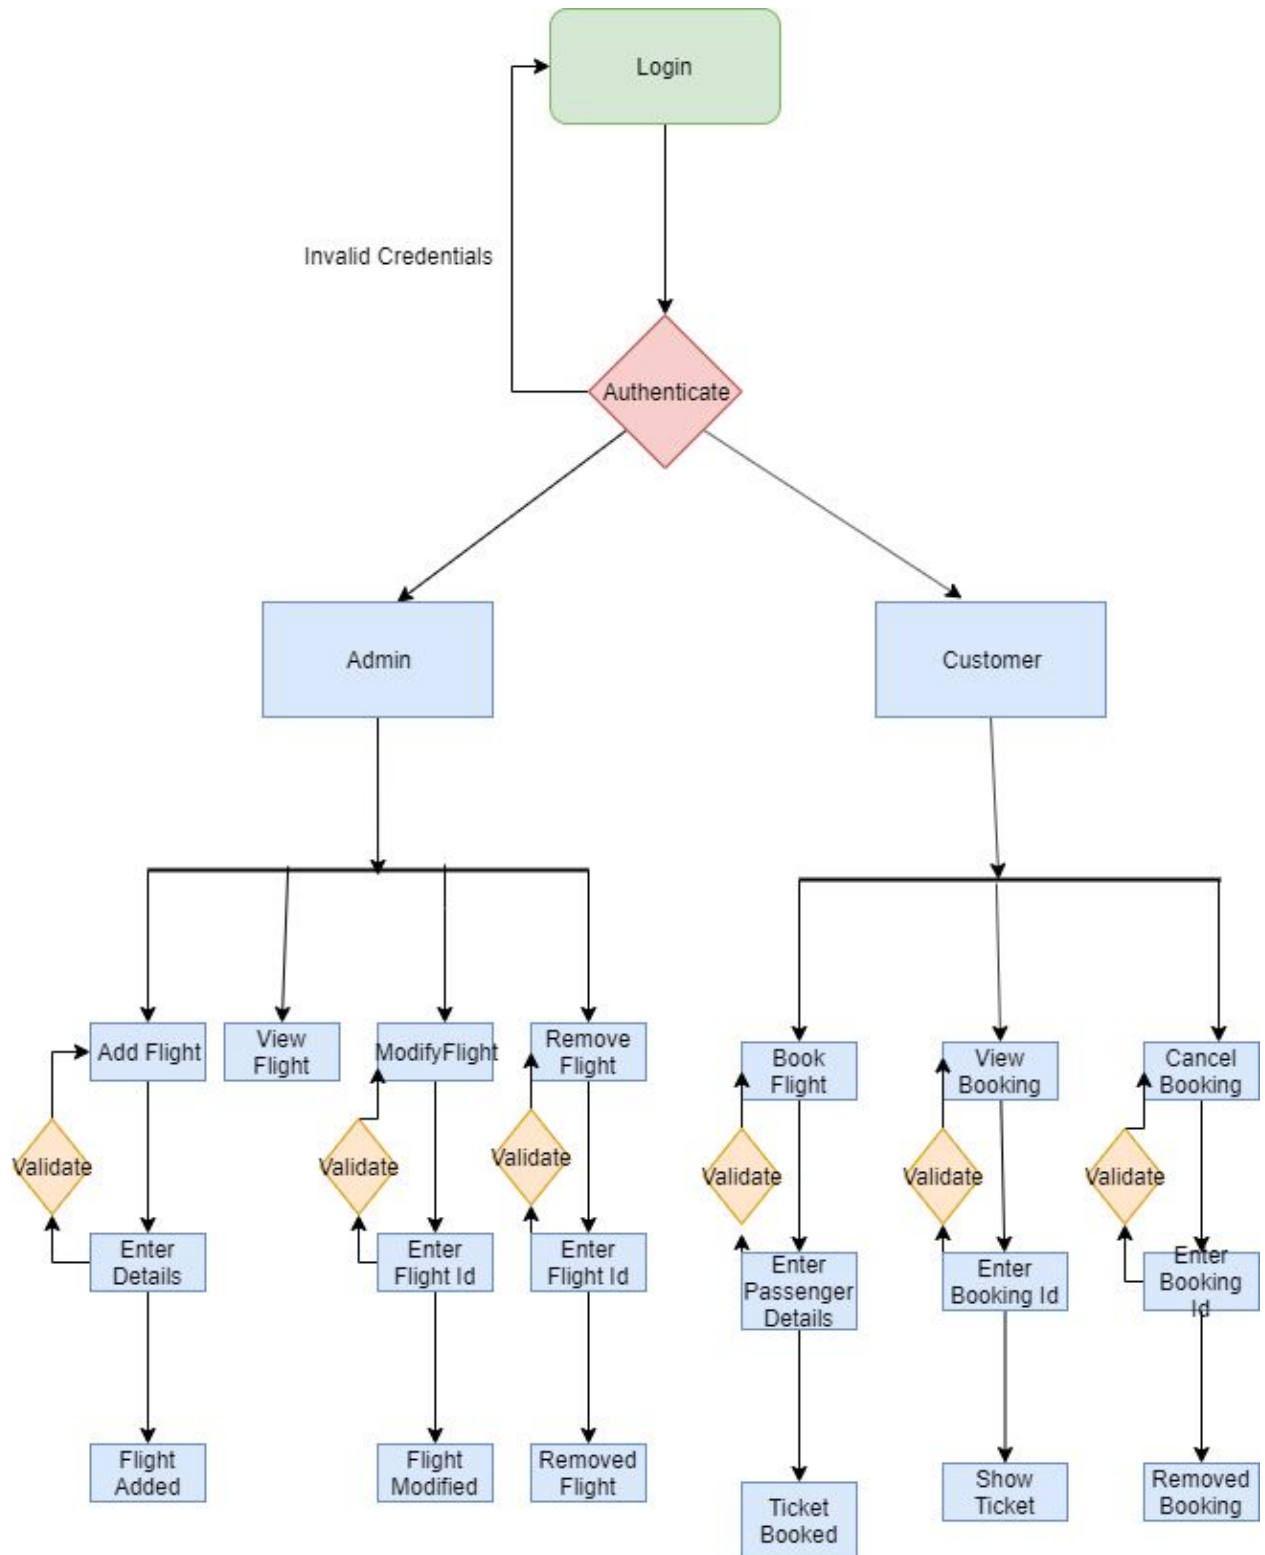 Login
Invalid Credentials
Authenticate
Admin
Customer
Add Flight
View
Flight
ModifyFlight
Remove
Flight
Book
Flight
View
Booking
Cancel
Booking
Validate
Validate
Validate
Validate
Validate
Validate
Enter
Details
Enter
Flight Id
Enter
Flight Id
Enter
Passenger
Details
Enter
Booking Id
Enter
Booking
Id
Flight
Added
Flight
Modified
Removed
Flight
Ticket
Booked
Show
Ticket
Removed
Booking